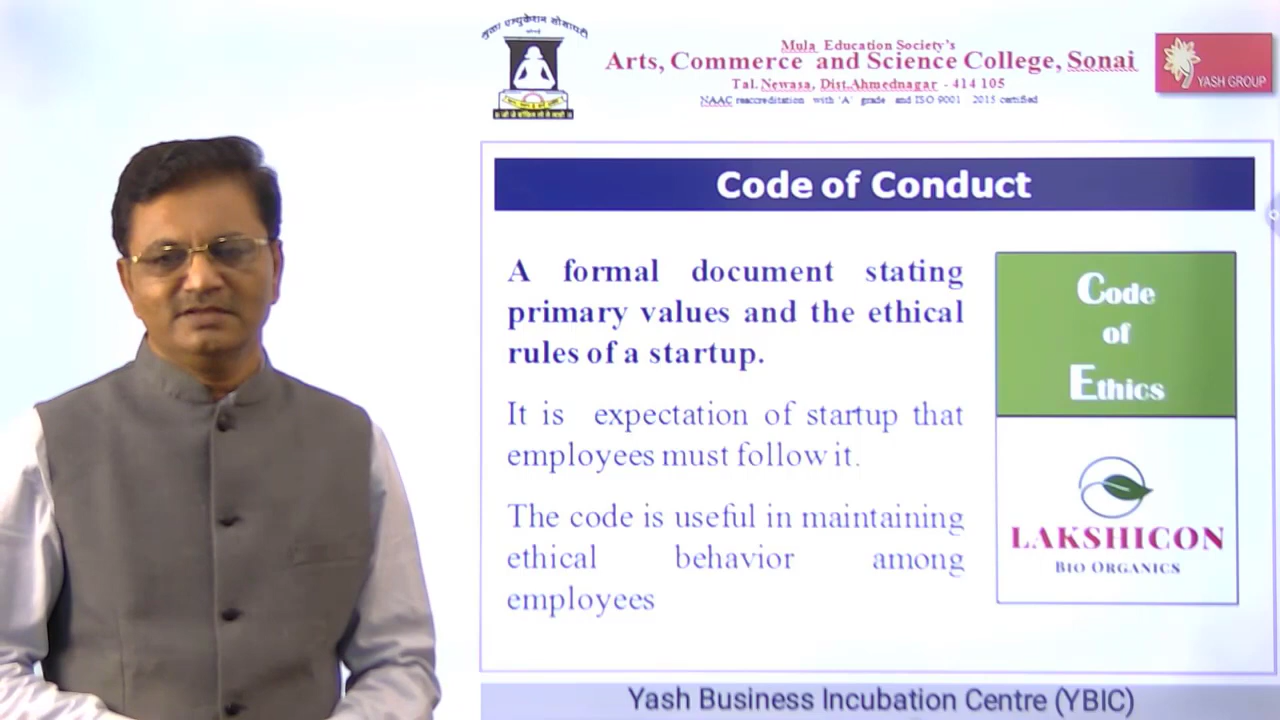 मुळा एज्युकेशन सोसायटी
Mula Education Society's
Arts, Commerce and Science College, Sonai
Tal. Newasa, Dist.Ahmednagar - 414 105
NAAC reaccreditation with 'A' grade and ISO 9001 2015 certified
YASH GROUP
Code of Conduct
A formal document stating
primary values and the ethical
rules of a startup.
It is expectation of startup that
employees must follow it.
The code is useful in maintaining
ethical behavior among
employees
Code
of
Ethics
LAKSHICON
BIO ORGANICS
Yash Business Incubation Centre (YBIC)